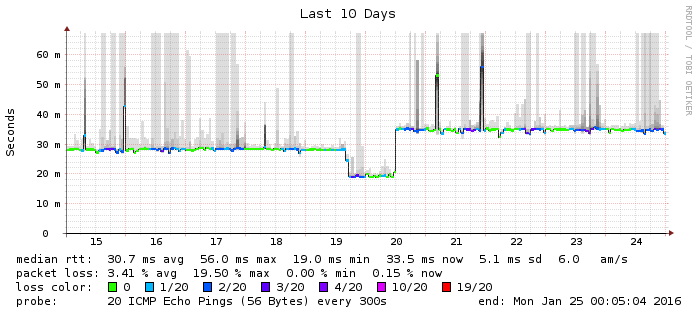 Last 10 Days
RRDTOOL / TOBI OETIKER
Seconds
60 m
50 m
40 m
30 m
20 m
10 m
0
15 16 17 18 19 20 21 22 23 24
median rtt: 30.7 ms avg 56.0 ms max 19.0 ms min 33.5 ms now 5.1 ms sd 6.0 am/s
packet loss: 3.41 % avg 19.50 % max 0.00 % min 0.15 % now
loss color: 0 1/20 2/20 3/20 4/20 10/20 19/20
probe: 20 ICMP Echo Pings (56 Bytes) every 300s end: Mon Jan 25 00:05:04 2016